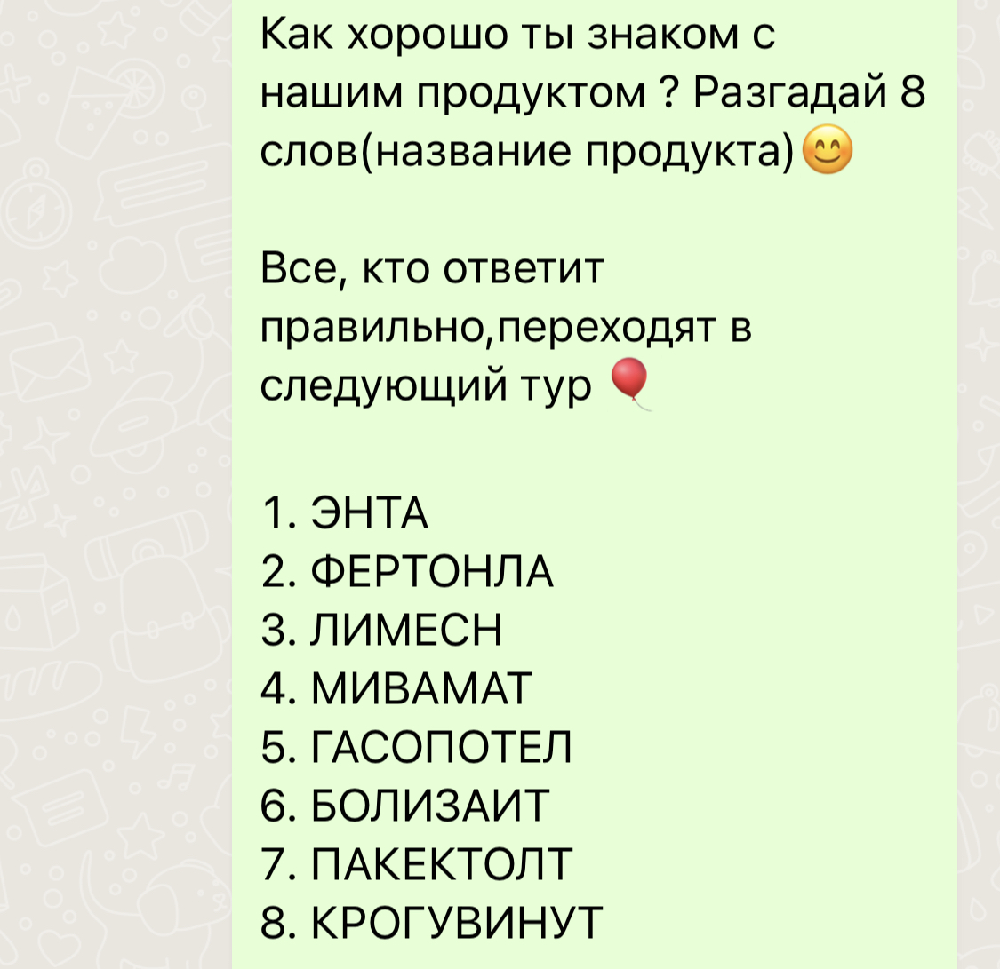 Как хорошо ты знаком с
нашим продуктом ? Разгадай 8
слов(название продукта)😊
Все, кто ответит
правильно,переходят в
следующий тур 🎈
1. ЭНТА
2. ФЕРТОНЛА
3. ЛИМЕСН
4. МИВАМАТ
5. ГАСОПОТЕЛ
6. БОЛИЗАИТ
7. ПАКЕКТОЛТ
8. КРОГУВИНУТ